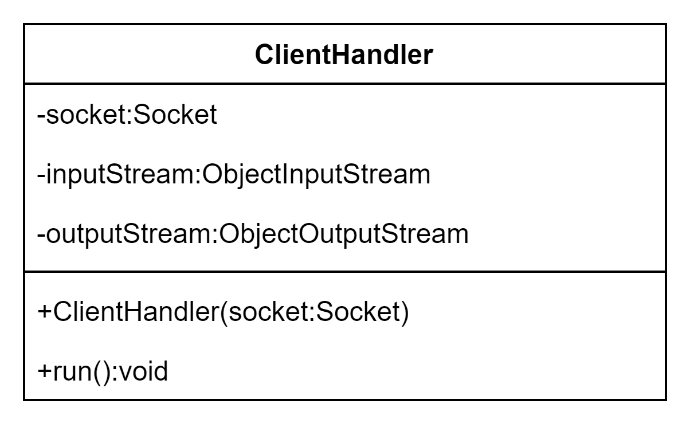 ClientHandler
-socket:Socket
-inputStream:ObjectInputStream
-outputStream:ObjectOutputStream
+ClientHandler(socket:Socket)
+run():void